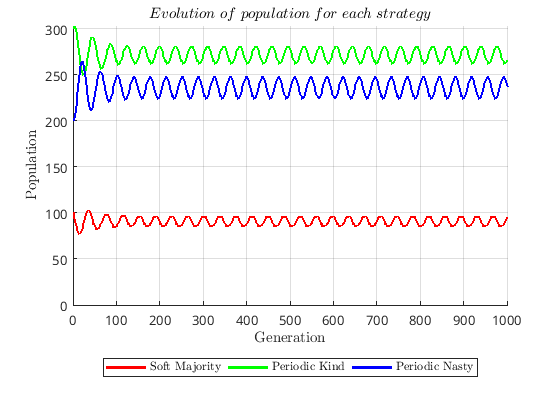 Evolution of population for each strategy
300
250
200
150
100
50
0
Population
0 100 200 300 400 500 600 700 800 900 1000
Generation
Soft Majority Periodic Kind Periodic Nasty